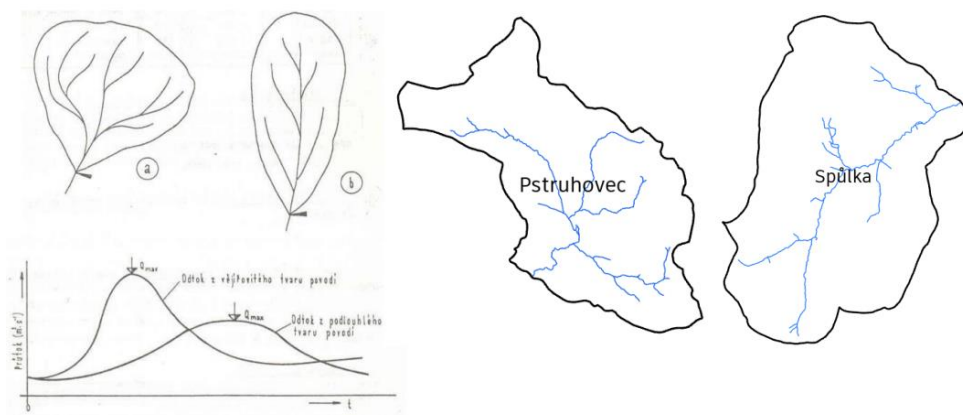 a
b
Pstruhovec
Spůlka
Qmax
Odtok z vějířovitého tvaru povodí
Qmax
Odtok z podlouhlého
tvaru povodí
Průtok (m³.s⁻¹)
0
t